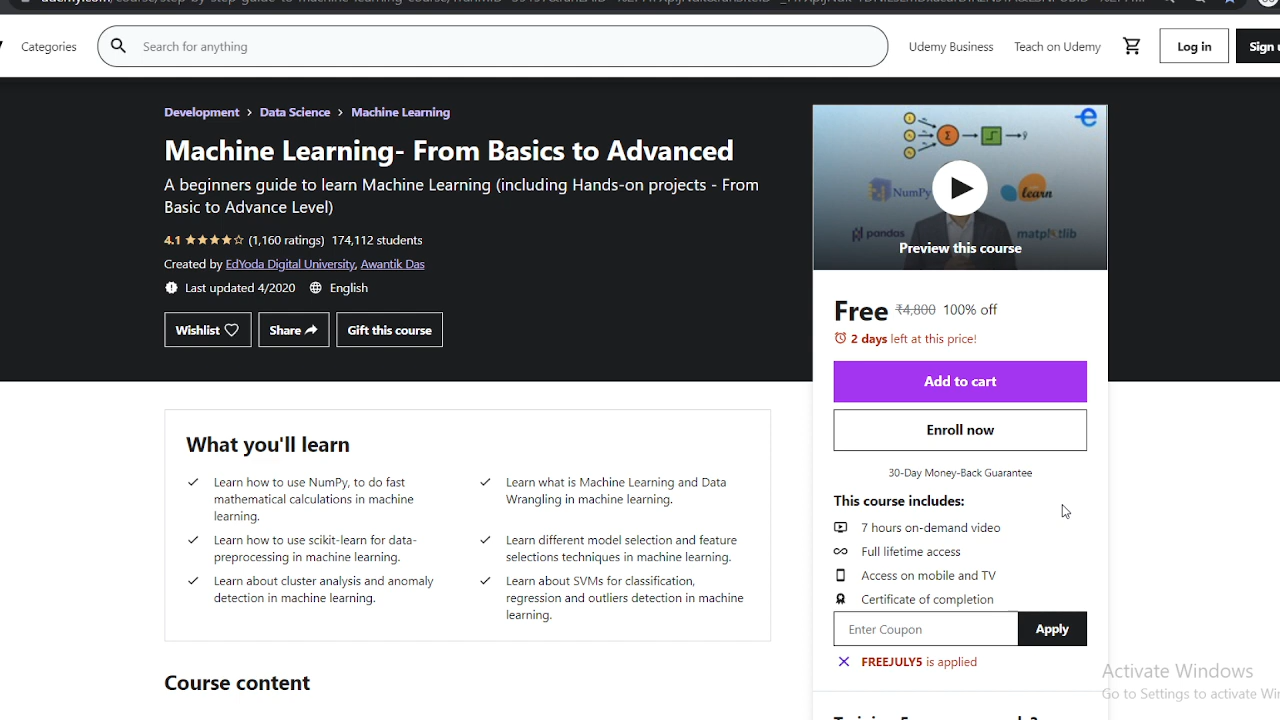 Categories
Search for anything
Udemy Business
Teach on Udemy
Log in
Sign
Development > Data Science > Machine Learning
Machine Learning- From Basics to Advanced
A beginners guide to learn Machine Learning (including Hands-on projects - From
Basic to Advance Level)
4.1 (1,160 ratings) 174,112 students
Created by EdYoda Digital University, Awantik Das
Last updated 4/2020 English
Wishlist
Share
Gift this course
NumPy
learn
pandas
matplotlib
Preview this course
Free ₹4,800 100% off
2 days left at this price!
Add to cart
Enroll now
30-Day Money-Back Guarantee
This course includes:
7 hours on-demand video
Full lifetime access
Access on mobile and TV
Certificate of completion
Enter Coupon
Apply
FREEJULY5 is applied
What you'll learn
Learn how to use NumPy, to do fast
mathematical calculations in machine
learning.
Learn what is Machine Learning and Data
Wrangling in machine learning.
Learn how to use scikit-learn for data-
preprocessing in machine learning.
Learn different model selection and feature
selections techniques in machine learning.
Learn about cluster analysis and anomaly
detection in machine learning.
Learn about SVMs for classification,
regression and outliers detection in machine
learning.
Course content
Activate Windows
Go to Settings to activate